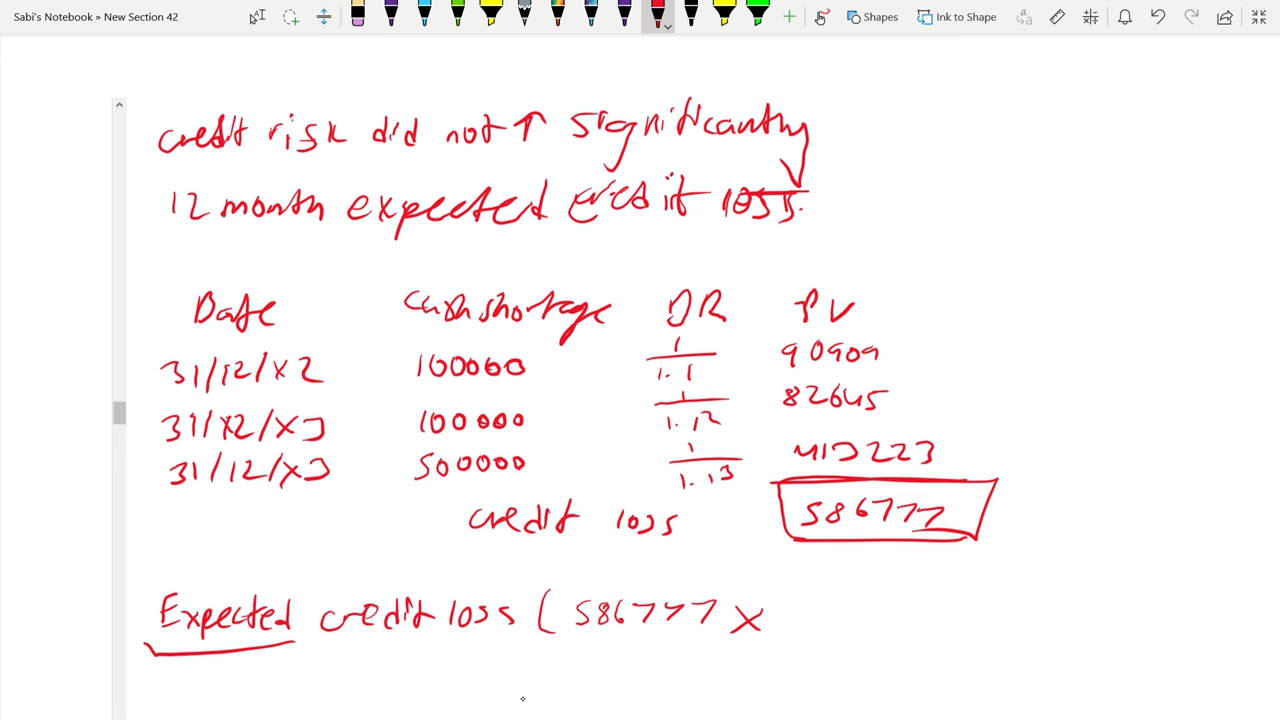 Sabi's Notebook » New Section 42
Shapes
Ink to Shape
credit risk did not ↑ significantly
12 month expected credit loss.
Date Cash shortage DR PV
31/12/X2 100000 1/1.1 90909
31/12/X3 100000 1/1.1² 82645
31/12/X3 500000 1/1.1³ 413223
credit loss 586777
Expected credit loss (586777 X